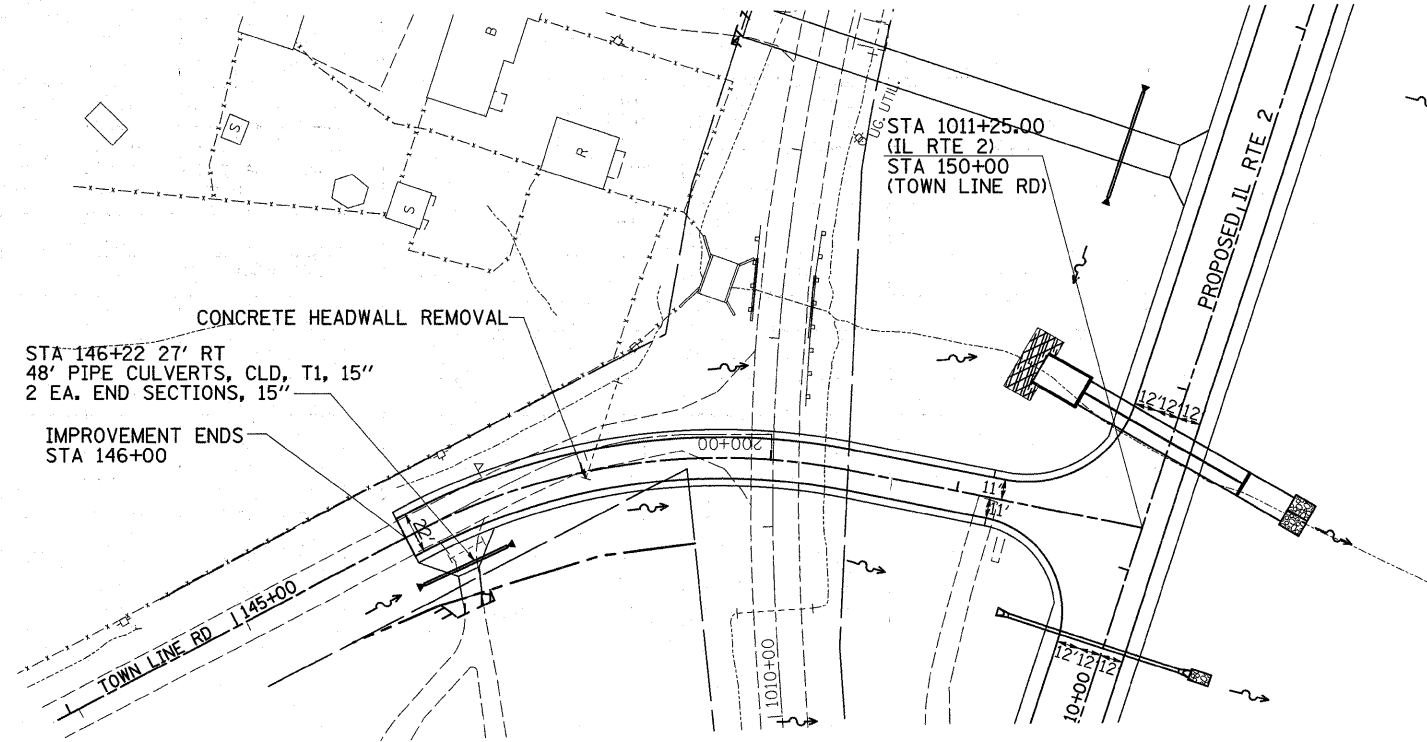 B
S
R
S
UG. UTIL.
STA 1011+25.00
(IL RTE 2)
STA 150+00
(TOWN LINE RD)
PROPOSED IL RTE 2
CONCRETE HEADWALL REMOVAL
STA 146+22 27' RT
48' PIPE CULVERTS, CLD, T1, 15"
2 EA. END SECTIONS, 15"
IMPROVEMENT ENDS
STA 146+00
200+00
12' 12' 12'
11'
11'
22'
145+00
TOWN LINE RD
1010+00
12' 12' 12'
10+00